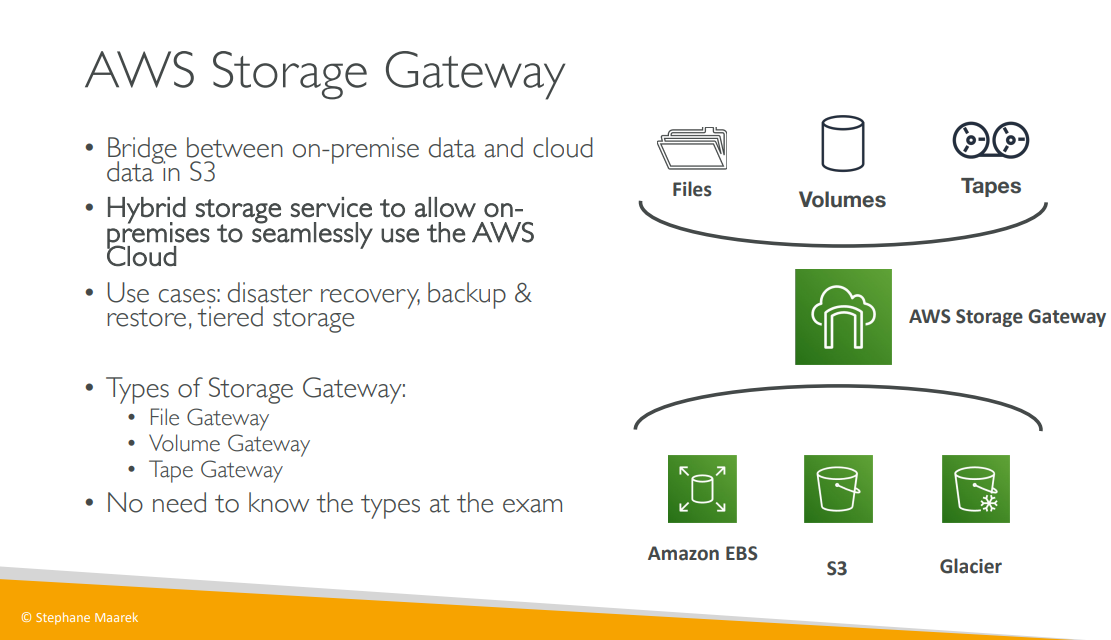 AWS Storage Gateway
• Bridge between on-premise data and cloud
data in S3
• Hybrid storage service to allow on-
premises to seamlessly use the AWS
Cloud
• Use cases: disaster recovery, backup &
restore, tiered storage
• Types of Storage Gateway:
• File Gateway
• Volume Gateway
• Tape Gateway
• No need to know the types at the exam
Files
Volumes
Tapes
AWS Storage Gateway
Amazon EBS
S3
Glacier
© Stephane Maarek